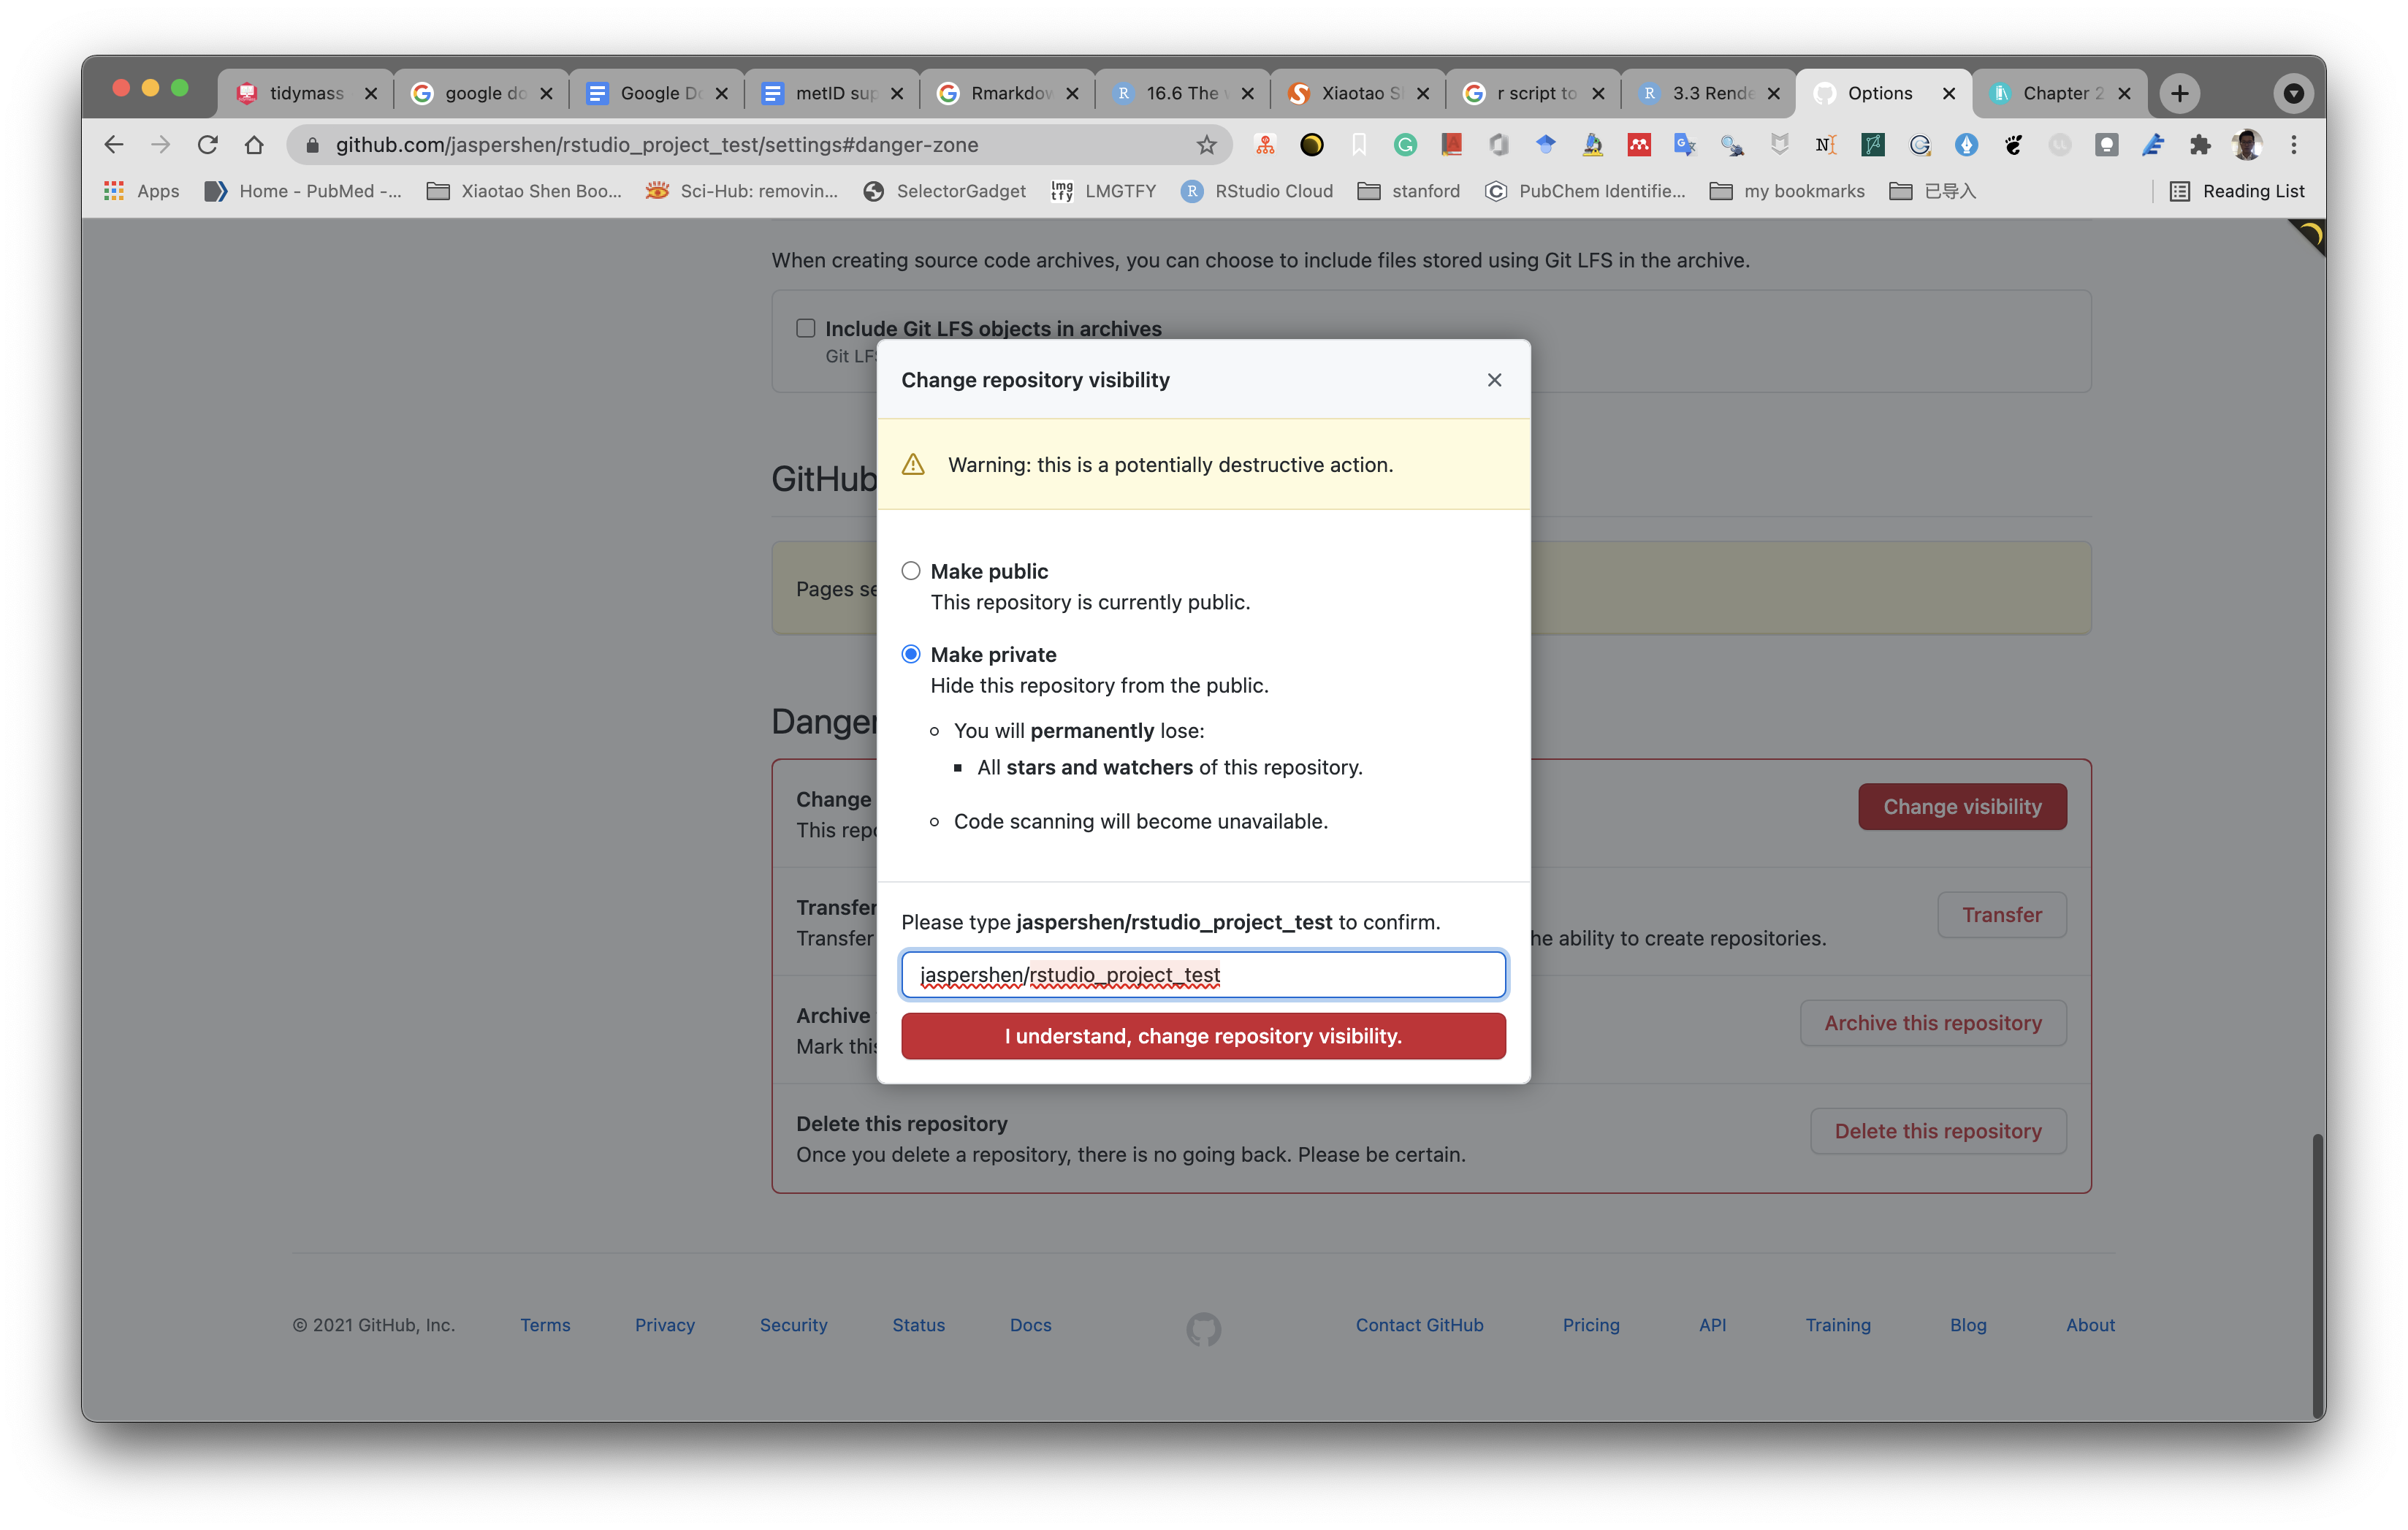 tidymass
google do
Google Do
metID sup
Rmarkdow
16.6 The
Xiaotao S
r script to
3.3 Rende
Options
Chapter 2
github.com/jaspershen/rstudio_project_test/settings#danger-zone
Apps
Home - PubMed -...
Xiaotao Shen Boo...
Sci-Hub: removin...
SelectorGadget
lmg tfy
LMGTFY
RStudio Cloud
stanford
PubChem Identifie...
my bookmarks
已导入
Reading List
When creating source code archives, you can choose to include files stored using Git LFS in the archive.
Include Git LFS objects in archives
Git LFS
Change repository visibility
Warning: this is a potentially destructive action.
GitHub
Make public
This repository is currently public.
Pages se
Make private
Hide this repository from the public.
You will permanently lose:
All stars and watchers of this repository.
Code scanning will become unavailable.
Danger
Change
This repo
Change visibility
Please type jaspershen/rstudio_project_test to confirm.
jaspershen/rstudio_project_test
I understand, change repository visibility.
Transfer
Transfer
he ability to create repositories.
Transfer
Archive
Mark this
Archive this repository
Delete this repository
Once you delete a repository, there is no going back. Please be certain.
Delete this repository
© 2021 GitHub, Inc.
Terms
Privacy
Security
Status
Docs
Contact GitHub
Pricing
API
Training
Blog
About